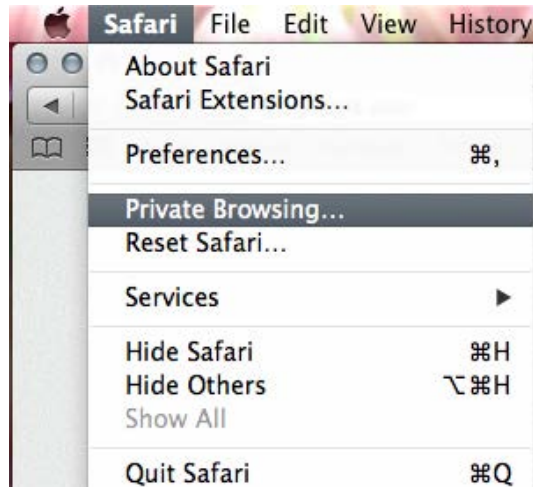 Safari File Edit View History
About Safari
Safari Extensions...
Preferences... ⌘,
Private Browsing...
Reset Safari...
Services ▶
Hide Safari ⌘H
Hide Others ⌥⌘H
Show All
Quit Safari ⌘Q